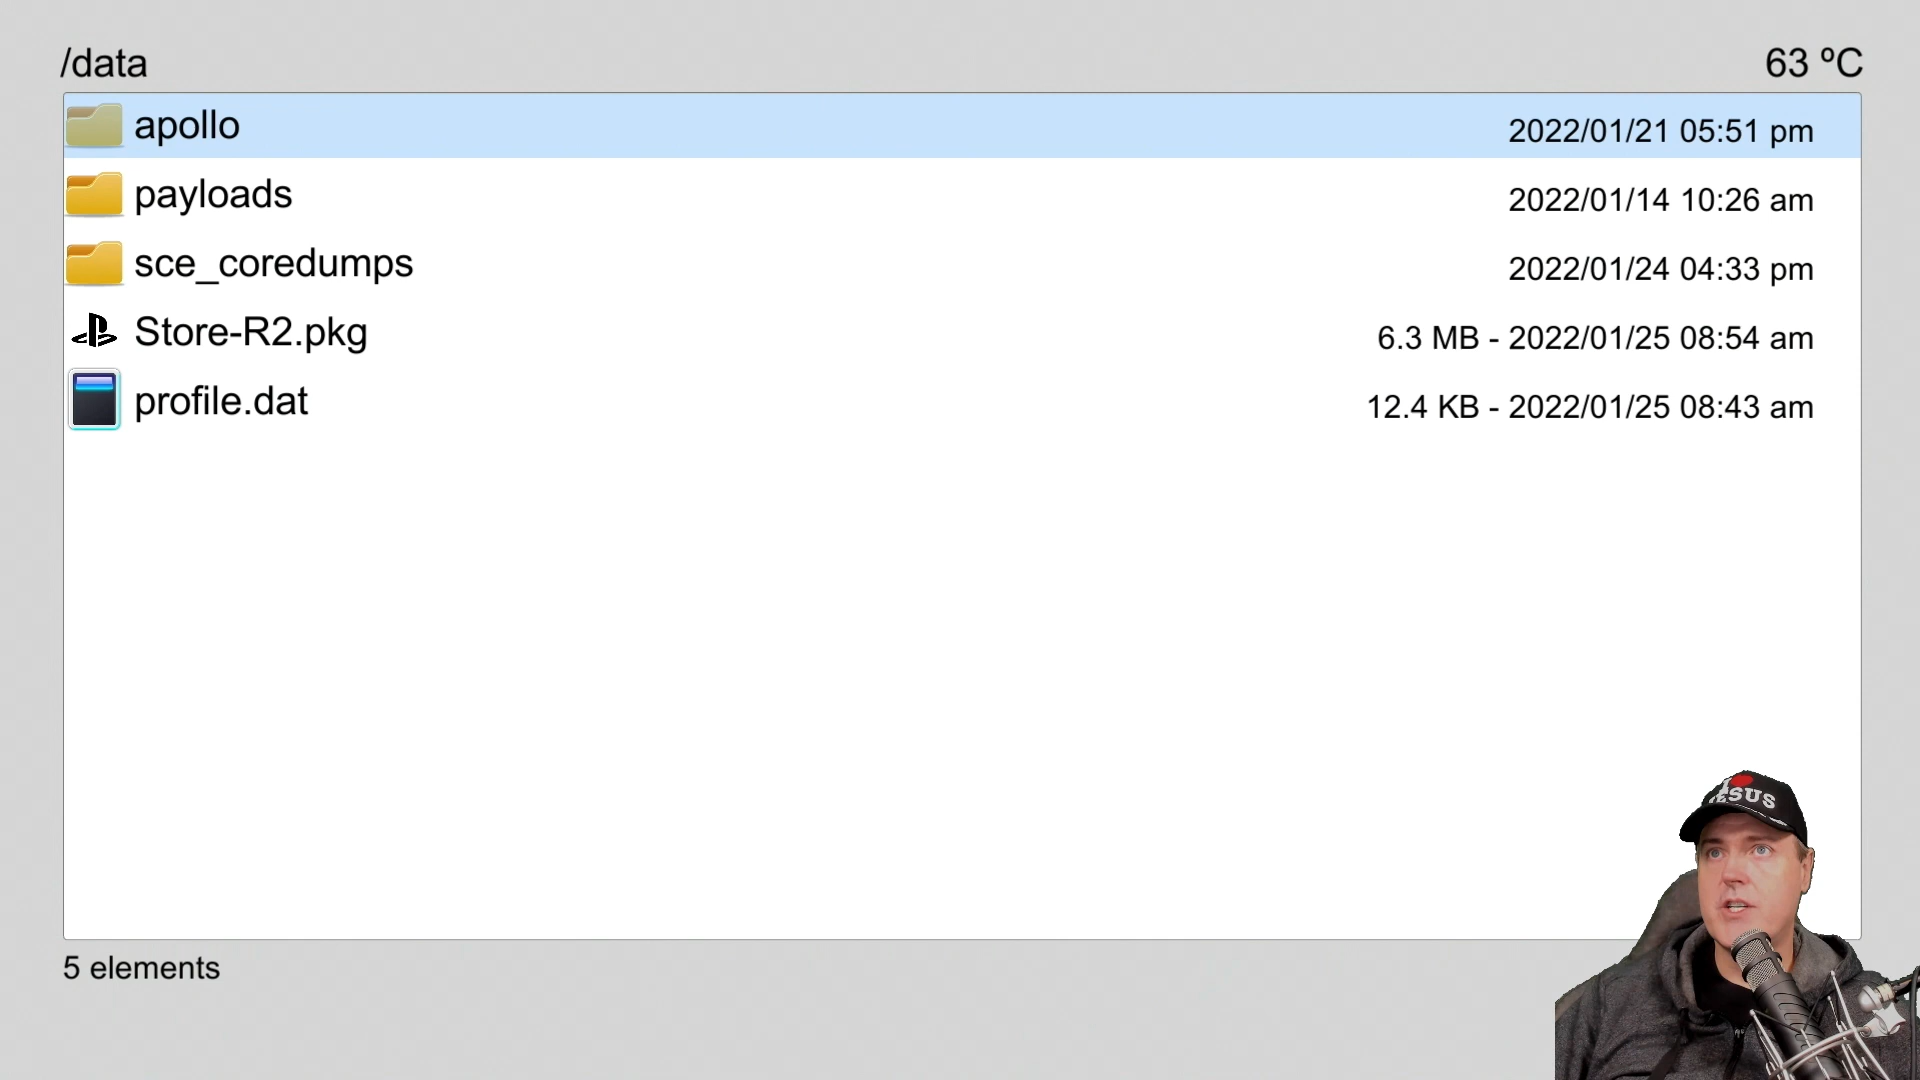 /data
63 ºC
apollo 2022/01/21 05:51 pm
payloads 2022/01/14 10:26 am
sce_coredumps 2022/01/24 04:33 pm
Store-R2.pkg 6.3 MB - 2022/01/25 08:54 am
profile.dat 12.4 KB - 2022/01/25 08:43 am
5 elements
I
ESUS